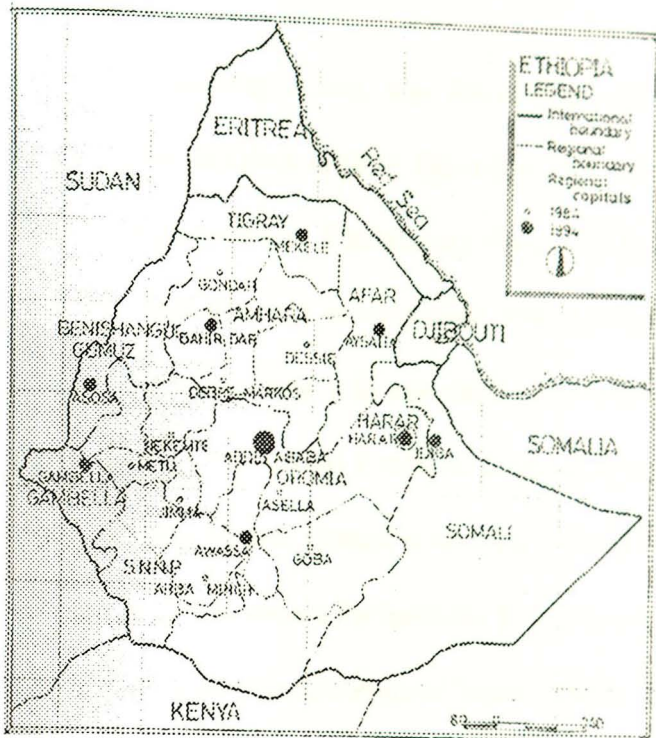 ETHIOPIA
LEGEND
International
boundary
Regional
boundary
Regional
capitals
1994
ERITREA
Red Sea
SUDAN
TIGRAY
MEKELE
GONDAR
AFAR
AMHARA
BENISHANGUL
GUMUZ
BAHIR DAR
AYSAITA
DJIBOUTI
DESSIE
ASOSA
DEBRE MARKOS
HARAR
HARAR
JIJIGA
SOMALIA
NEKEMTE
METU
ADDIS ABABA
GAMBELLA
GAMBELLA
OROMIA
ASELLA
JIMMA
SOMALI
AWASSA
GOBA
S.N.N.P
ARBA MINCH
KENYA
0
240